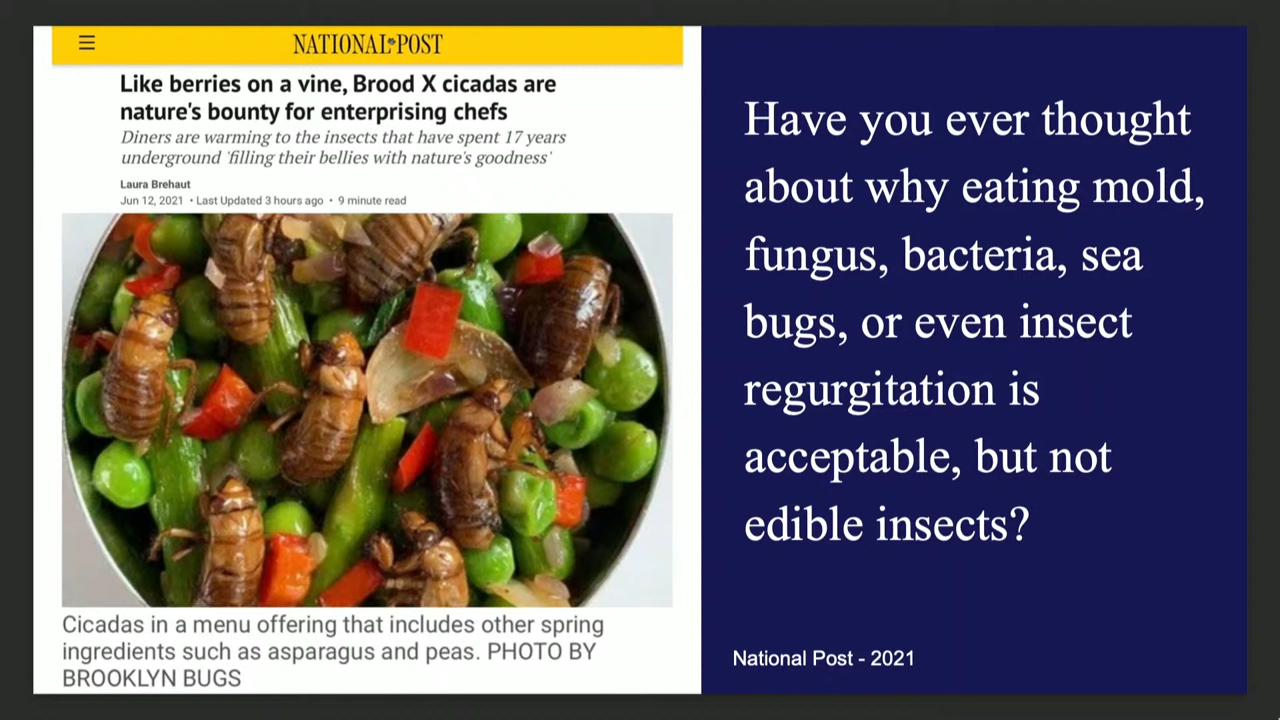 NATIONAL POST
Like berries on a vine, Brood X cicadas are
nature's bounty for enterprising chefs
Diners are warming to the insects that have spent 17 years
underground 'filling their bellies with nature's goodness'
Laura Brehaut
Jun 12, 2021 • Last Updated 3 hours ago • 9 minute read
Cicadas in a menu offering that includes other spring
ingredients such as asparagus and peas. PHOTO BY
BROOKLYN BUGS
Have you ever thought
about why eating mold,
fungus, bacteria, sea
bugs, or even insect
regurgitation is
acceptable, but not
edible insects?
National Post - 2021